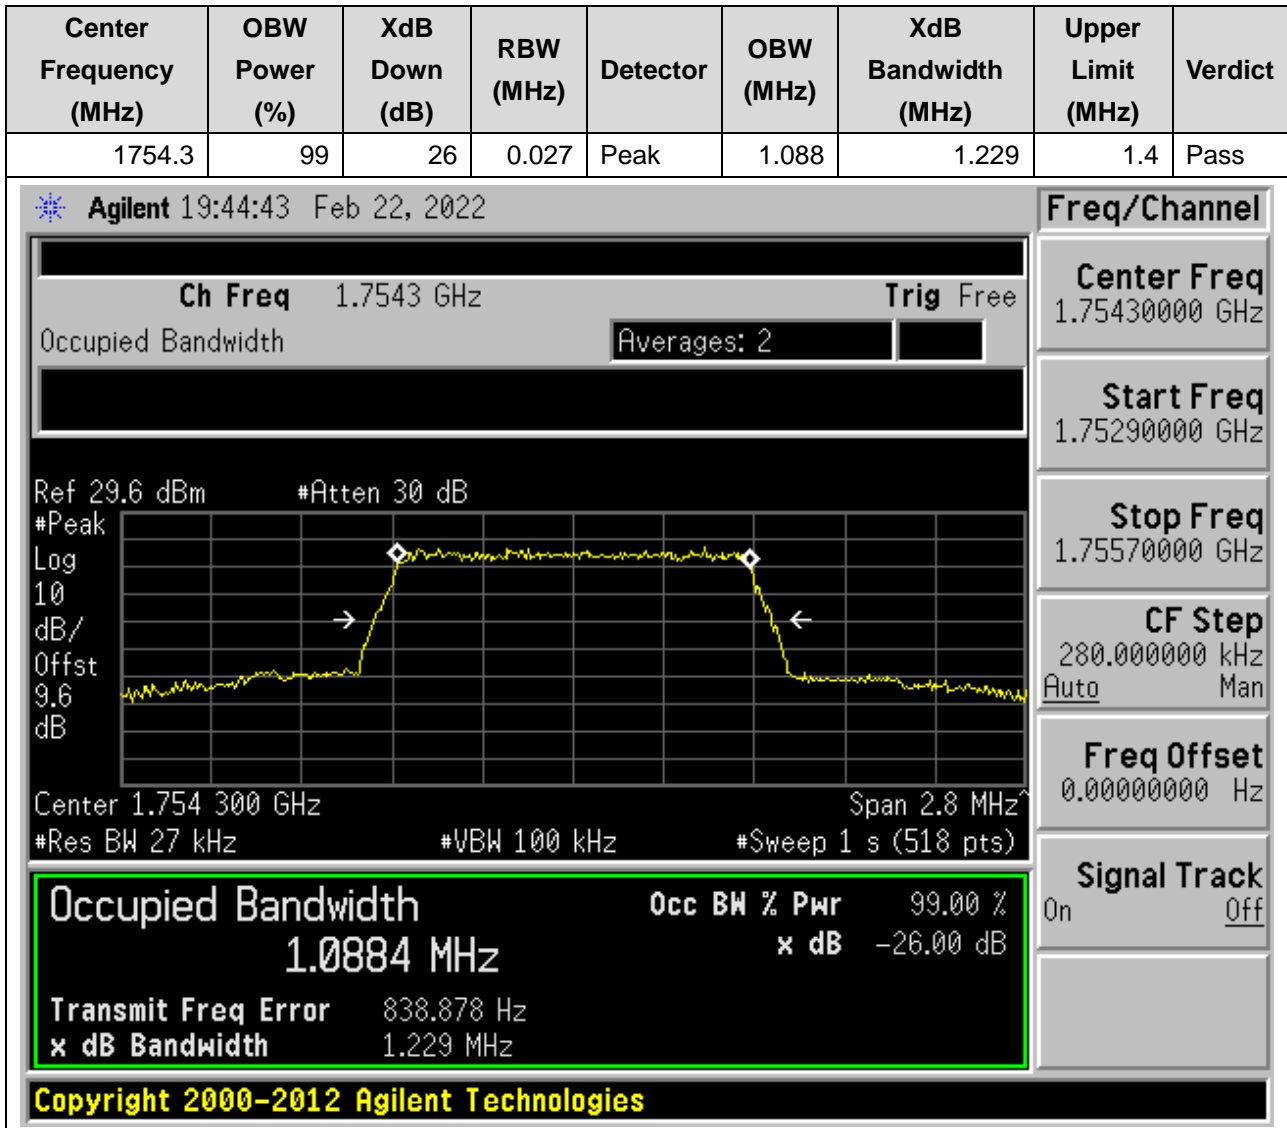 Center Frequency (MHz) OBW Power (%) XdB Down (dB) RBW (MHz) Detector OBW (MHz) XdB Bandwidth (MHz) Upper Limit (MHz) Verdict
1754.3 99 26 0.027 Peak 1.088 1.229 1.4 Pass
Agilent 19:44:43 Feb 22, 2022
Freq/Channel
Ch Freq 1.7543 GHz Trig Free
Occupied Bandwidth Averages: 2
Center Freq
1.75430000 GHz
Start Freq
1.75290000 GHz
Stop Freq
1.75570000 GHz
CF Step
280.000000 kHz
Auto Man
Freq Offset
0.00000000 Hz
Signal Track
On Off
Ref 29.6 dBm #Atten 30 dB
#Peak
Log
10
dB/
Offst
9.6
dB
Center 1.754 300 GHz Span 2.8 MHz^
#Res BW 27 kHz #VBW 100 kHz #Sweep 1 s (518 pts)
Occupied Bandwidth Occ BW % Pwr 99.00 %
1.0884 MHz x dB -26.00 dB
Transmit Freq Error 838.878 Hz
x dB Bandwidth 1.229 MHz
Copyright 2000-2012 Agilent Technologies